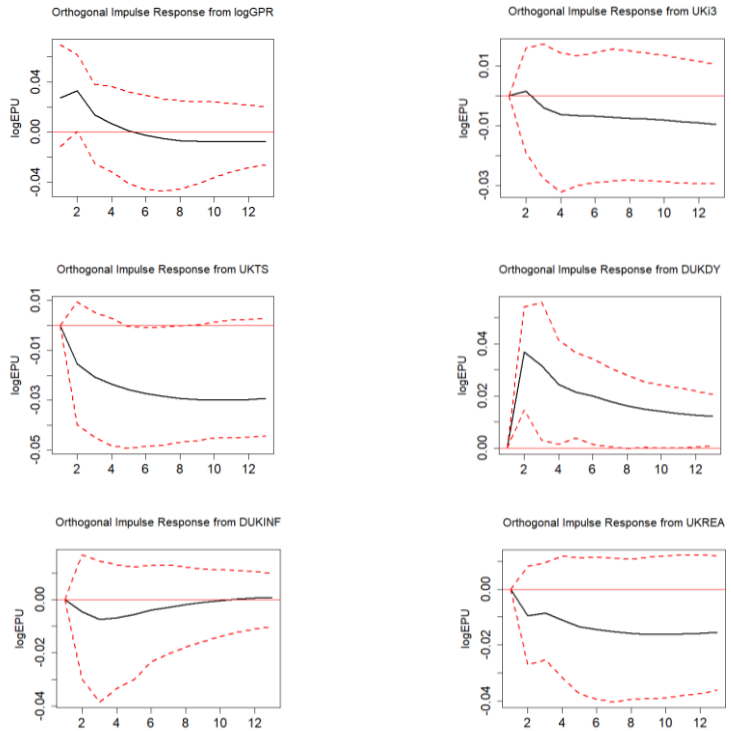 Orthogonal Impulse Response from logGPR
logEPU
0.04
0.00
-0.04
2 4 6 8 10 12
Orthogonal Impulse Response from UKi3
logEPU
0.01
-0.01
-0.03
2 4 6 8 10 12
Orthogonal Impulse Response from UKTS
logEPU
0.01
-0.01
-0.03
-0.05
2 4 6 8 10 12
Orthogonal Impulse Response from DUKDY
logEPU
0.04
0.02
0.00
2 4 6 8 10 12
Orthogonal Impulse Response from DUKINF
logEPU
0.00
-0.02
-0.04
2 4 6 8 10 12
Orthogonal Impulse Response from UKREA
logEPU
0.00
-0.02
-0.04
2 4 6 8 10 12